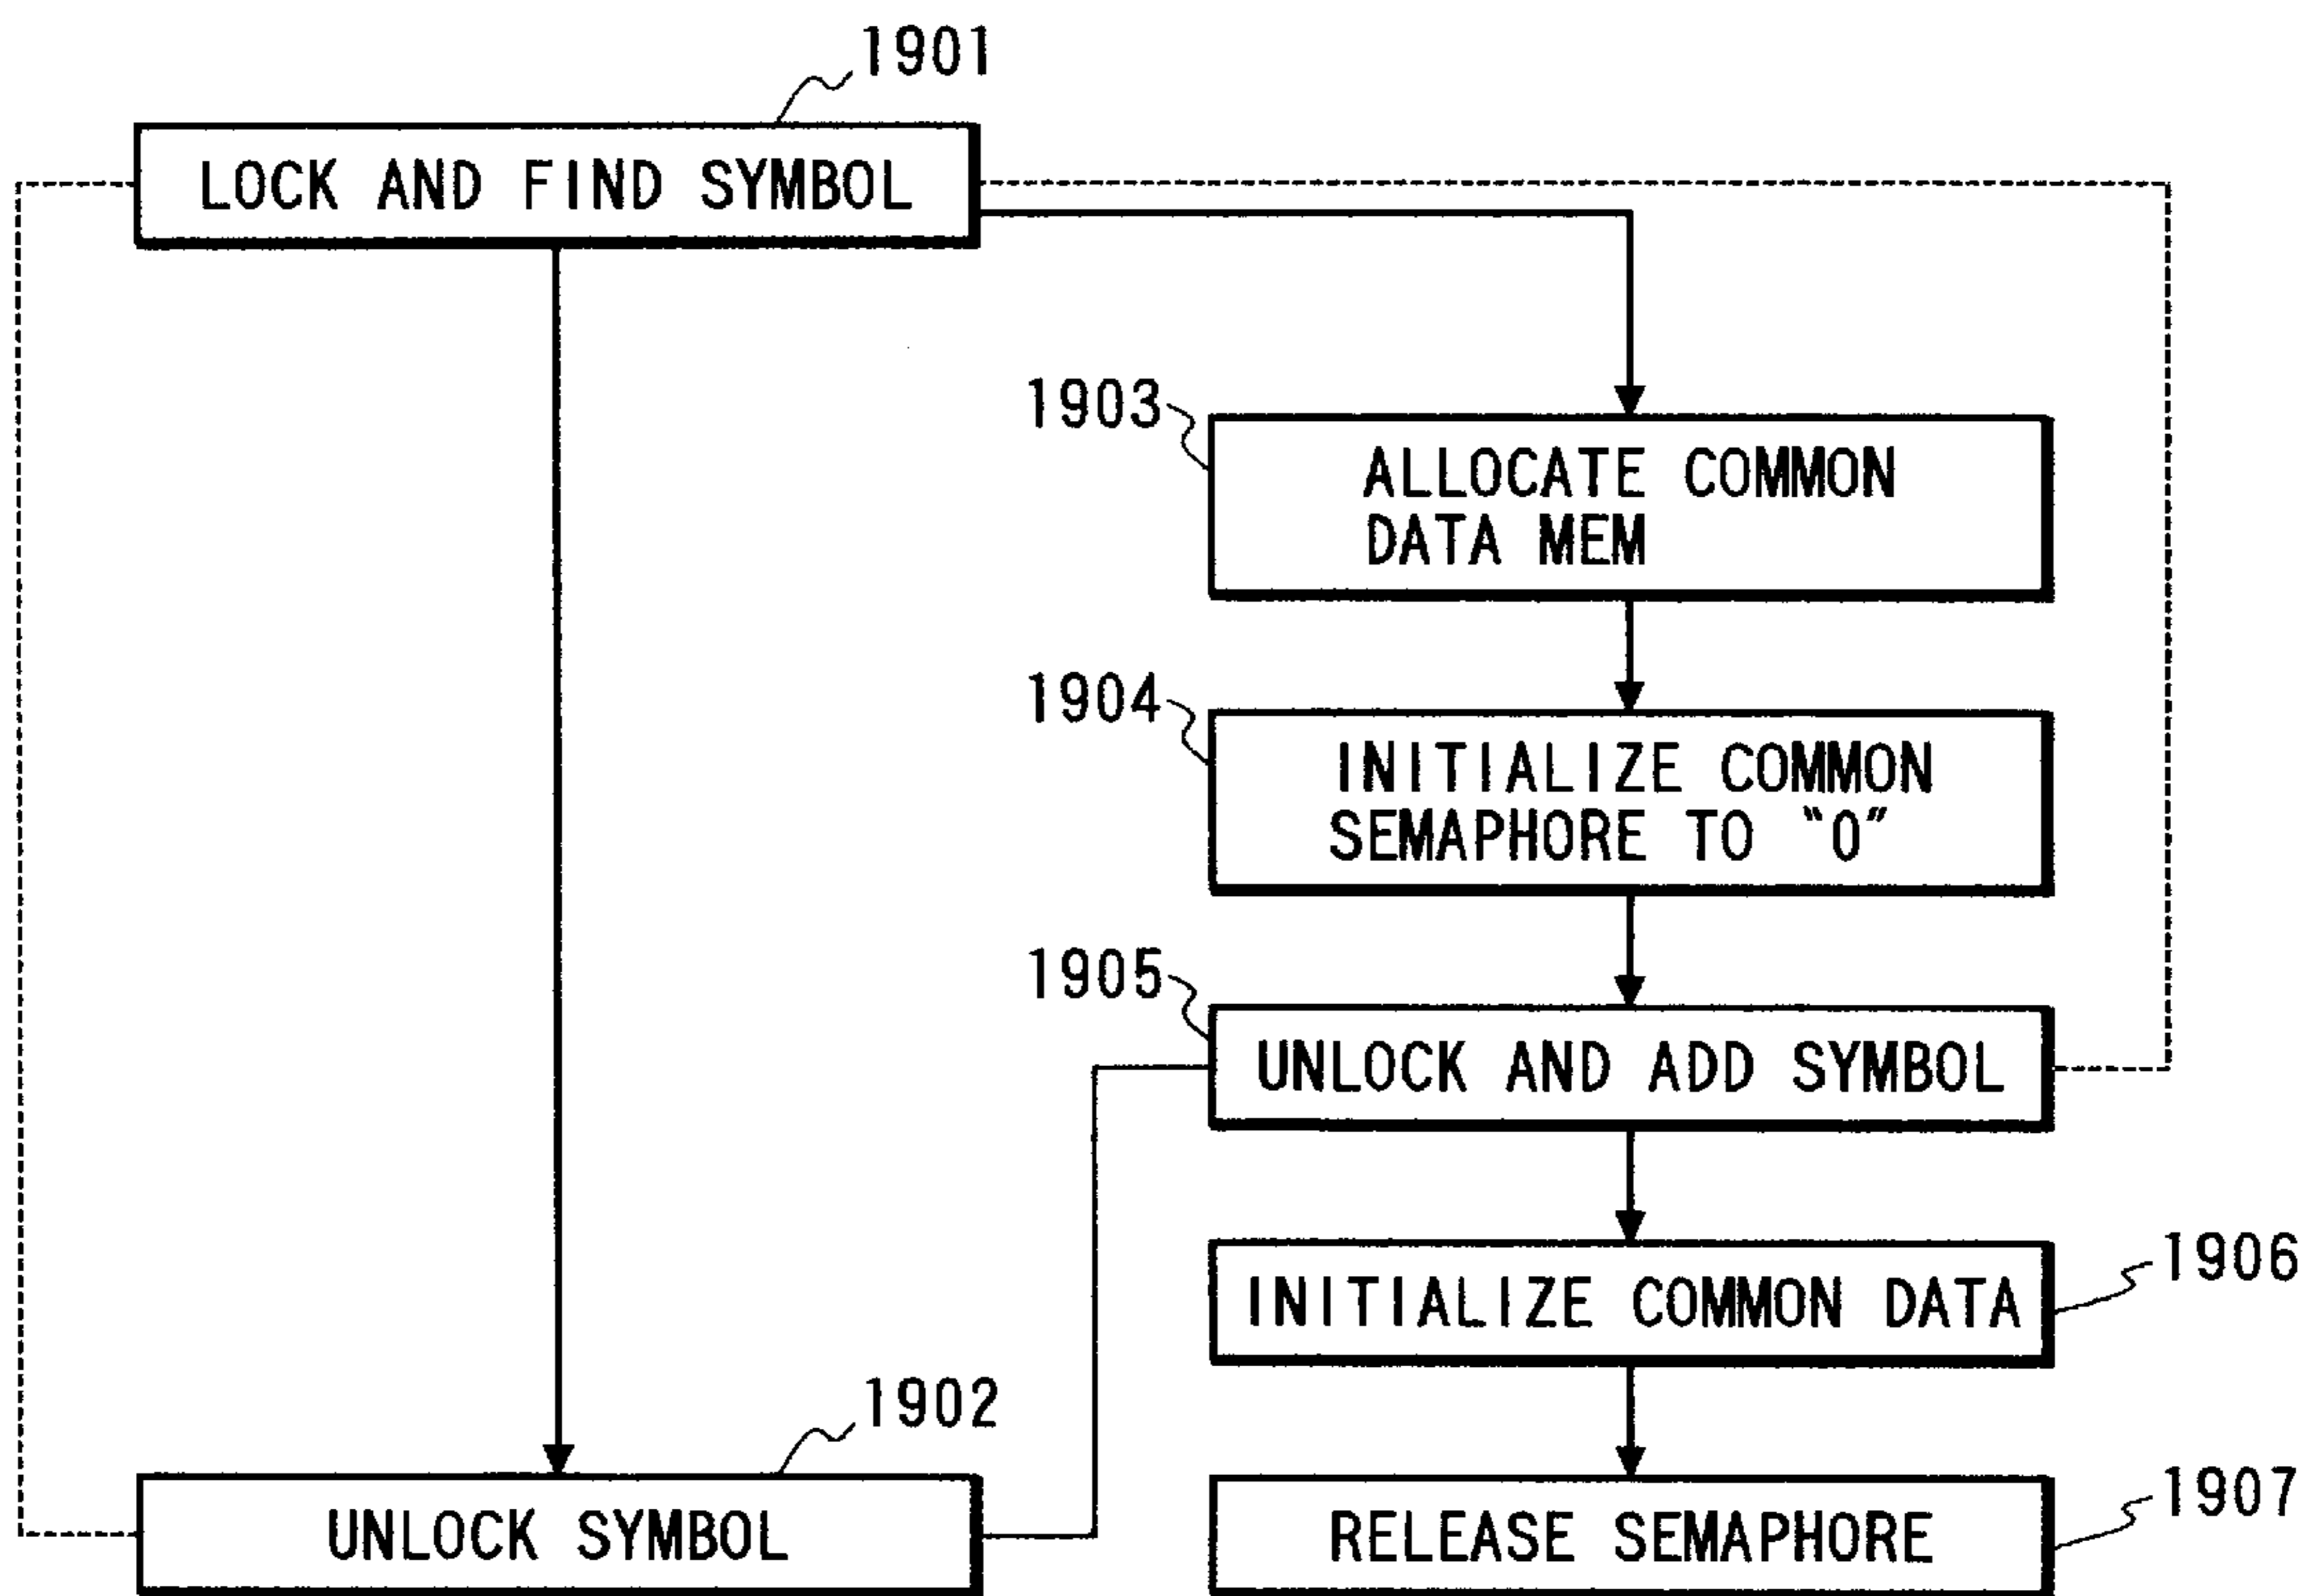 1901
LOCK AND FIND SYMBOL
1903
ALLOCATE COMMON
DATA MEM
1904
INITIALIZE COMMON
SEMAPHORE TO "0"
1905
UNLOCK AND ADD SYMBOL
1906
INITIALIZE COMMON DATA
1902
UNLOCK SYMBOL
1907
RELEASE SEMAPHORE